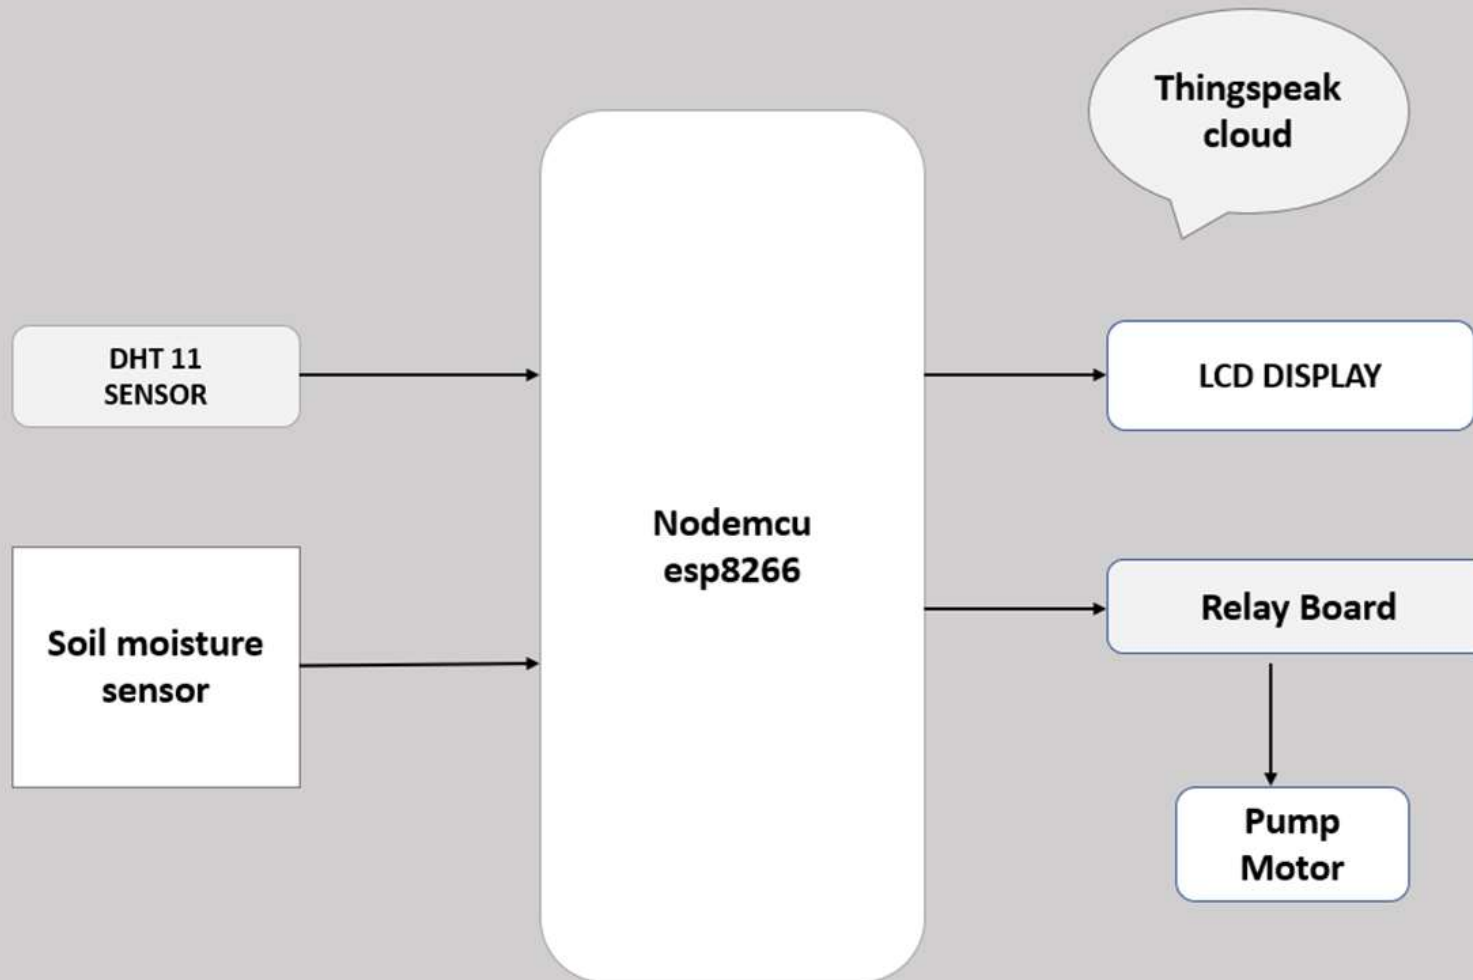 Thingspeak
cloud
DHT 11
SENSOR
LCD DISPLAY
Nodemcu
esp8266
Soil moisture
sensor
Relay Board
Pump
Motor